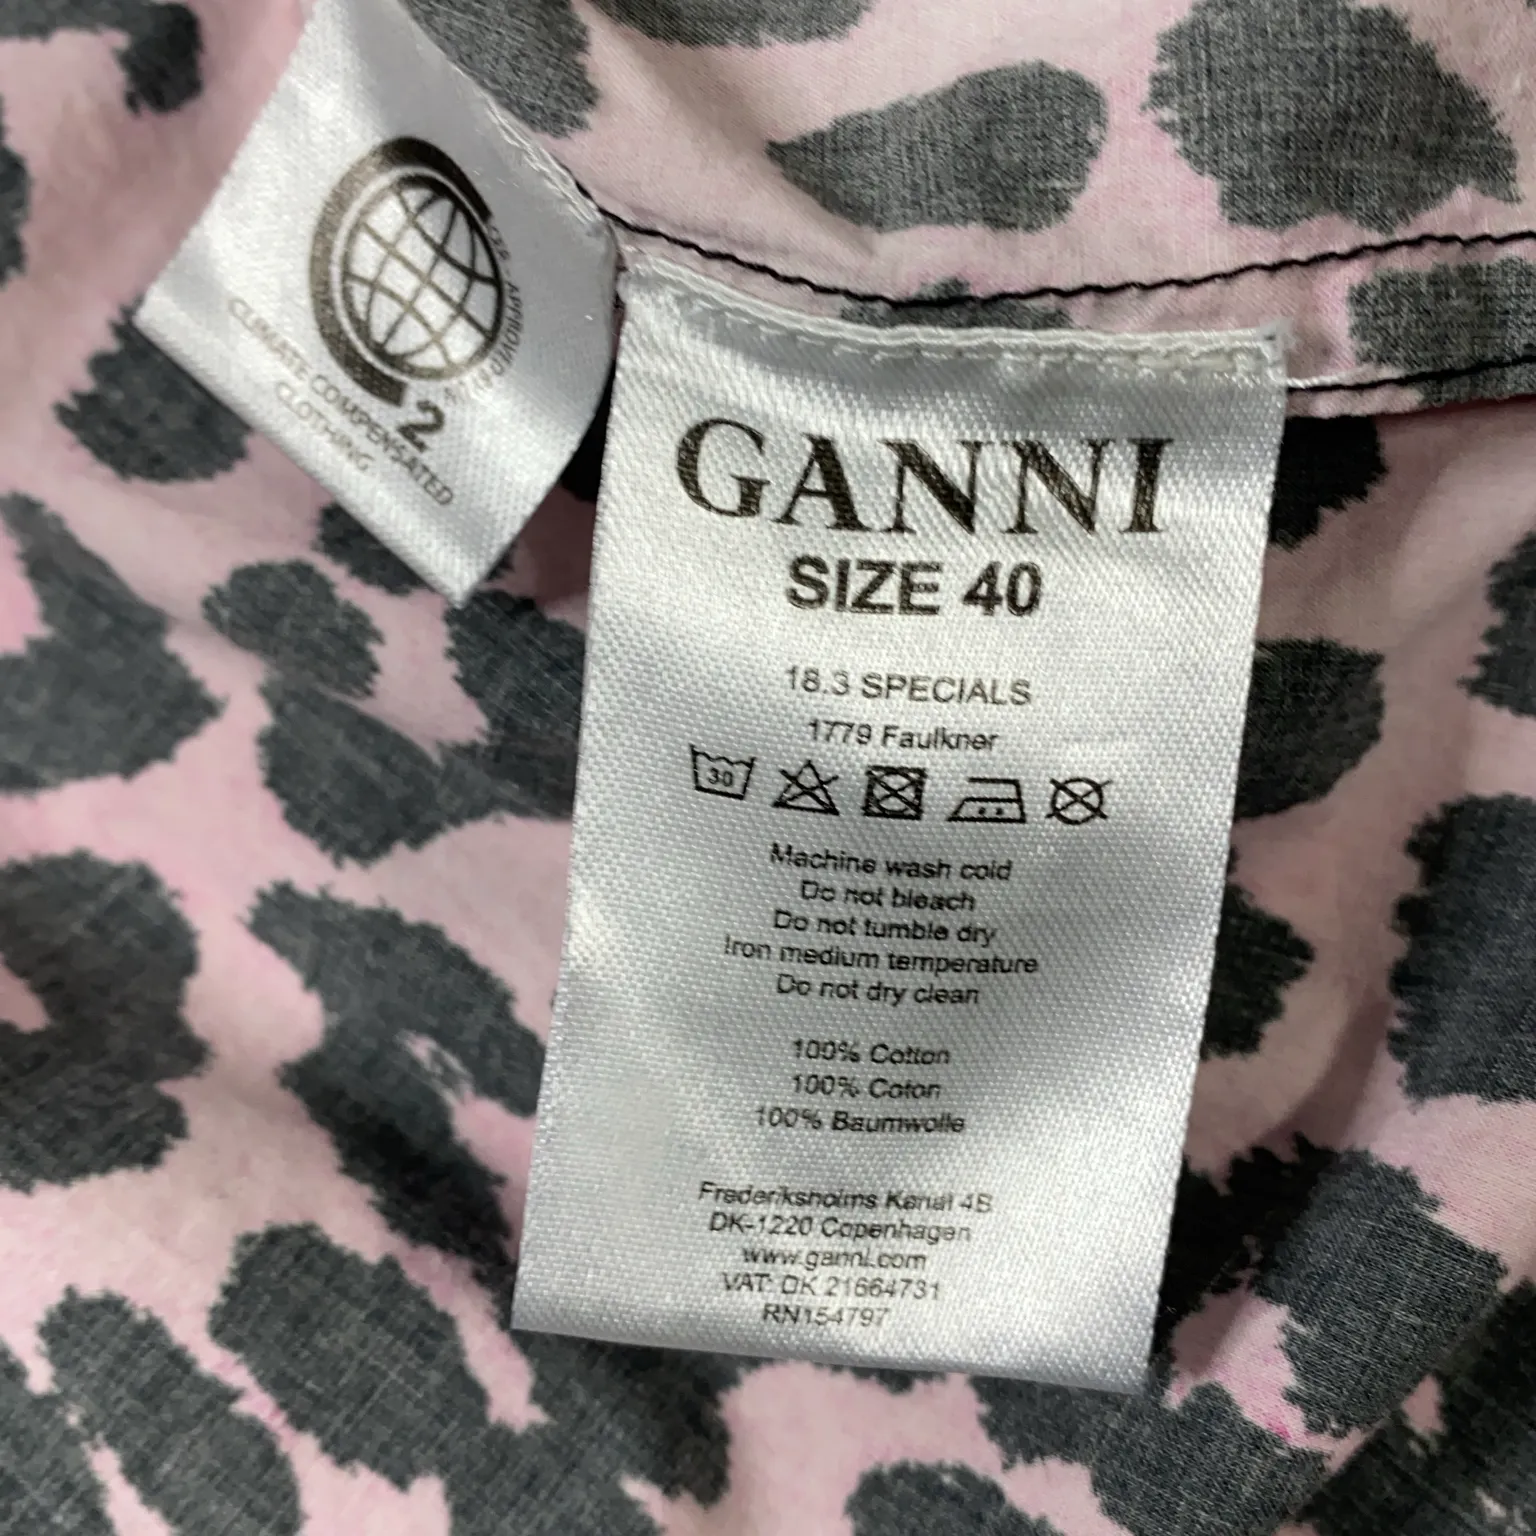 2
CLIMATE COMPENSATED
CLOTHING
GANNI
SIZE 40
18.3 SPECIALS
1779 Faulkner
30
Machine wash cold
Do not bleach
Do not tumble dry
Iron medium temperature
Do not dry clean
100% Cotton
100% Coton
100% Baumwolle
Frederiksholms Kanal 4B
DK-1220 Copenhagen
www.ganni.com
VAT: DK 21664731
RN154797